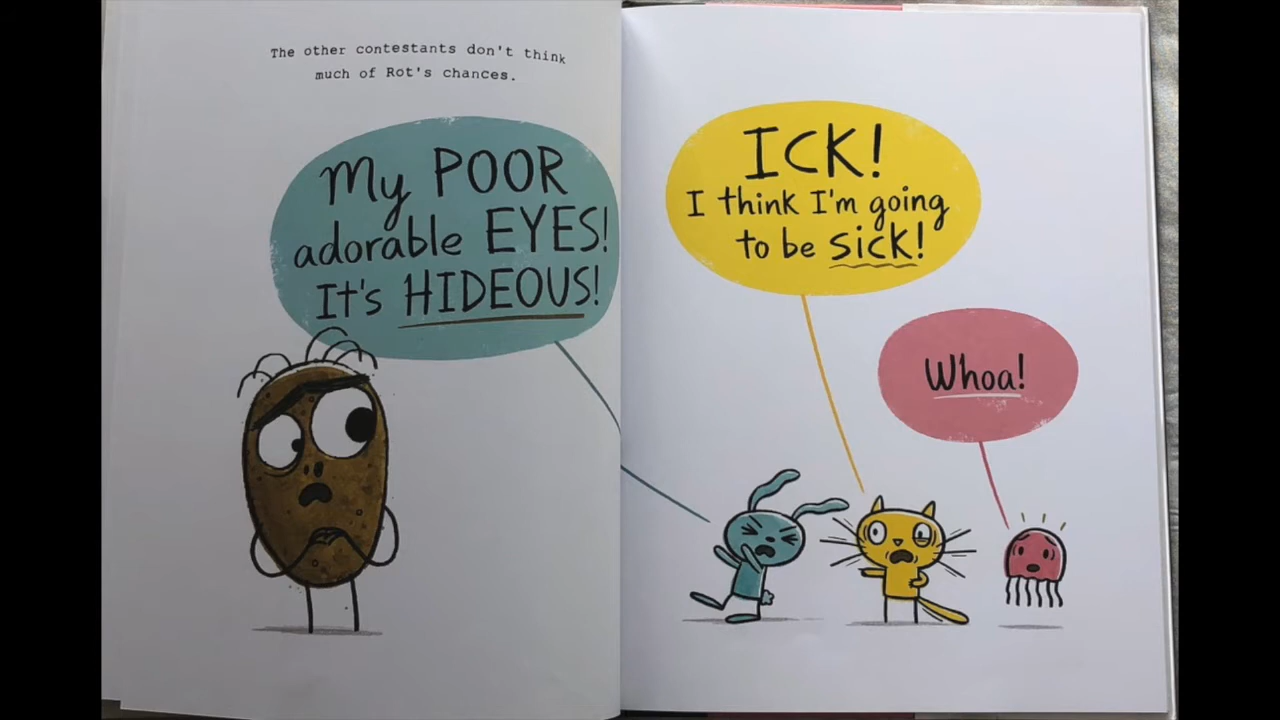 The other contestants don't think
much of Rot's chances.
My POOR
adorable EYES!
It's HIDEOUS!
ICK!
I think I'm going
to be SicK!
Whoa!